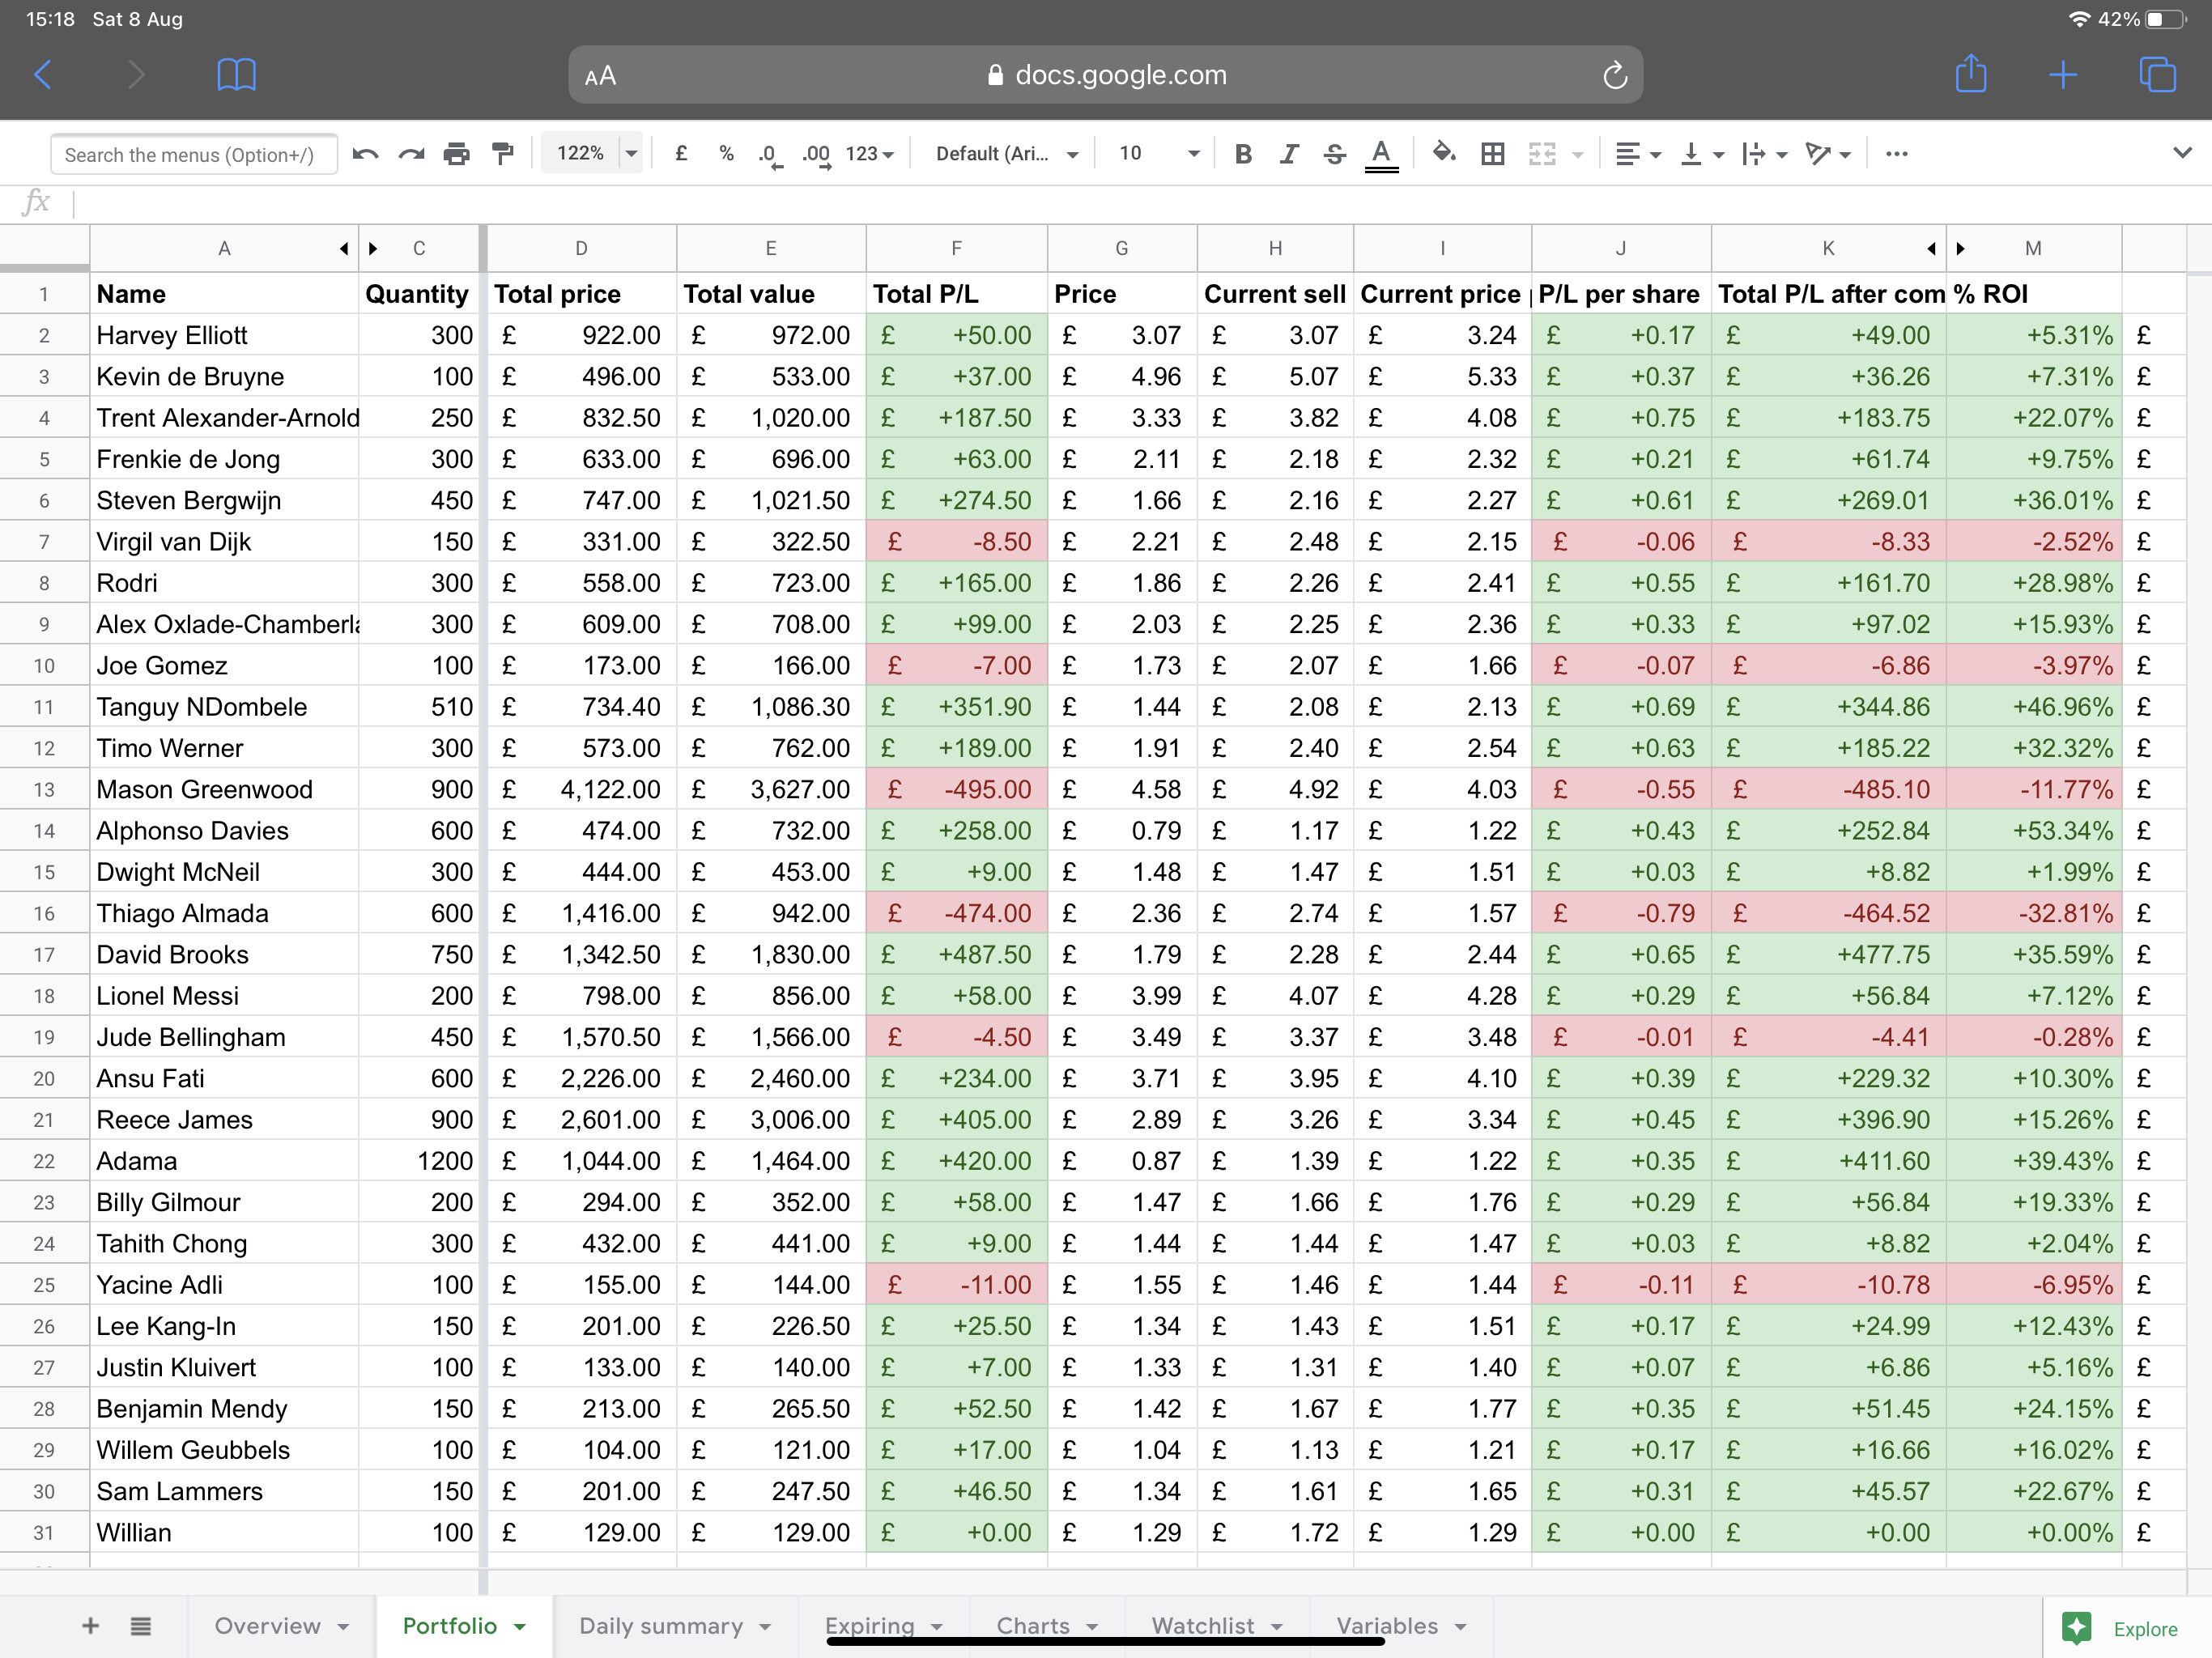 15:18 Sat 8 Aug 42%
AA docs.google.com
Search the menus (Option+/) 122% £ % .0 .00 123 Default (Ari... 10 B I S A
fx
A C D E F G H I J K M
1 Name Quantity Total price Total value Total P/L Price Current sell Current price P/L per share Total P/L after com % ROI
2 Harvey Elliott 300 £ 922.00 £ 972.00 £ +50.00 £ 3.07 £ 3.07 £ 3.24 £ +0.17 £ +49.00 +5.31% £
3 Kevin de Bruyne 100 £ 496.00 £ 533.00 £ +37.00 £ 4.96 £ 5.07 £ 5.33 £ +0.37 £ +36.26 +7.31% £
4 Trent Alexander-Arnold 250 £ 832.50 £ 1,020.00 £ +187.50 £ 3.33 £ 3.82 £ 4.08 £ +0.75 £ +183.75 +22.07% £
5 Frenkie de Jong 300 £ 633.00 £ 696.00 £ +63.00 £ 2.11 £ 2.18 £ 2.32 £ +0.21 £ +61.74 +9.75% £
6 Steven Bergwijn 450 £ 747.00 £ 1,021.50 £ +274.50 £ 1.66 £ 2.16 £ 2.27 £ +0.61 £ +269.01 +36.01% £
7 Virgil van Dijk 150 £ 331.00 £ 322.50 £ -8.50 £ 2.21 £ 2.48 £ 2.15 £ -0.06 £ -8.33 -2.52% £
8 Rodri 300 £ 558.00 £ 723.00 £ +165.00 £ 1.86 £ 2.26 £ 2.41 £ +0.55 £ +161.70 +28.98% £
9 Alex Oxlade-Chamberla 300 £ 609.00 £ 708.00 £ +99.00 £ 2.03 £ 2.25 £ 2.36 £ +0.33 £ +97.02 +15.93% £
10 Joe Gomez 100 £ 173.00 £ 166.00 £ -7.00 £ 1.73 £ 2.07 £ 1.66 £ -0.07 £ -6.86 -3.97% £
11 Tanguy NDombele 510 £ 734.40 £ 1,086.30 £ +351.90 £ 1.44 £ 2.08 £ 2.13 £ +0.69 £ +344.86 +46.96% £
12 Timo Werner 300 £ 573.00 £ 762.00 £ +189.00 £ 1.91 £ 2.40 £ 2.54 £ +0.63 £ +185.22 +32.32% £
13 Mason Greenwood 900 £ 4,122.00 £ 3,627.00 £ -495.00 £ 4.58 £ 4.92 £ 4.03 £ -0.55 £ -485.10 -11.77% £
14 Alphonso Davies 600 £ 474.00 £ 732.00 £ +258.00 £ 0.79 £ 1.17 £ 1.22 £ +0.43 £ +252.84 +53.34% £
15 Dwight McNeil 300 £ 444.00 £ 453.00 £ +9.00 £ 1.48 £ 1.47 £ 1.51 £ +0.03 £ +8.82 +1.99% £
16 Thiago Almada 600 £ 1,416.00 £ 942.00 £ -474.00 £ 2.36 £ 2.74 £ 1.57 £ -0.79 £ -464.52 -32.81% £
17 David Brooks 750 £ 1,342.50 £ 1,830.00 £ +487.50 £ 1.79 £ 2.28 £ 2.44 £ +0.65 £ +477.75 +35.59% £
18 Lionel Messi 200 £ 798.00 £ 856.00 £ +58.00 £ 3.99 £ 4.07 £ 4.28 £ +0.29 £ +56.84 +7.12% £
19 Jude Bellingham 450 £ 1,570.50 £ 1,566.00 £ -4.50 £ 3.49 £ 3.37 £ 3.48 £ -0.01 £ -4.41 -0.28% £
20 Ansu Fati 600 £ 2,226.00 £ 2,460.00 £ +234.00 £ 3.71 £ 3.95 £ 4.10 £ +0.39 £ +229.32 +10.30% £
21 Reece James 900 £ 2,601.00 £ 3,006.00 £ +405.00 £ 2.89 £ 3.26 £ 3.34 £ +0.45 £ +396.90 +15.26% £
22 Adama 1200 £ 1,044.00 £ 1,464.00 £ +420.00 £ 0.87 £ 1.39 £ 1.22 £ +0.35 £ +411.60 +39.43% £
23 Billy Gilmour 200 £ 294.00 £ 352.00 £ +58.00 £ 1.47 £ 1.66 £ 1.76 £ +0.29 £ +56.84 +19.33% £
24 Tahith Chong 300 £ 432.00 £ 441.00 £ +9.00 £ 1.44 £ 1.44 £ 1.47 £ +0.03 £ +8.82 +2.04% £
25 Yacine Adli 100 £ 155.00 £ 144.00 £ -11.00 £ 1.55 £ 1.46 £ 1.44 £ -0.11 £ -10.78 -6.95% £
26 Lee Kang-In 150 £ 201.00 £ 226.50 £ +25.50 £ 1.34 £ 1.43 £ 1.51 £ +0.17 £ +24.99 +12.43% £
27 Justin Kluivert 100 £ 133.00 £ 140.00 £ +7.00 £ 1.33 £ 1.31 £ 1.40 £ +0.07 £ +6.86 +5.16% £
28 Benjamin Mendy 150 £ 213.00 £ 265.50 £ +52.50 £ 1.42 £ 1.67 £ 1.77 £ +0.35 £ +51.45 +24.15% £
29 Willem Geubbels 100 £ 104.00 £ 121.00 £ +17.00 £ 1.04 £ 1.13 £ 1.21 £ +0.17 £ +16.66 +16.02% £
30 Sam Lammers 150 £ 201.00 £ 247.50 £ +46.50 £ 1.34 £ 1.61 £ 1.65 £ +0.31 £ +45.57 +22.67% £
31 Willian 100 £ 129.00 £ 129.00 £ +0.00 £ 1.29 £ 1.72 £ 1.29 £ +0.00 £ +0.00 +0.00% £
Overview Portfolio Daily summary Expiring Charts Watchlist Variables Explore